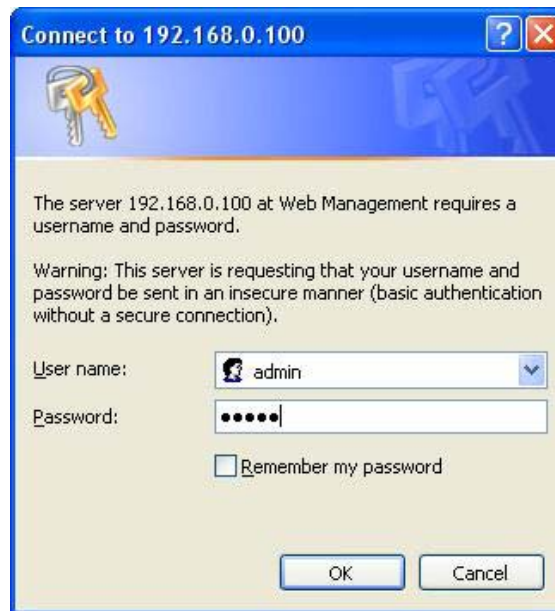 Connect to 192.168.0.100
The server 192.168.0.100 at Web Management requires a
username and password.
Warning: This server is requesting that your username and
password be sent in an insecure manner (basic authentication
without a secure connection).
User name:
admin
Password:
•••••
Remember my password
OK
Cancel